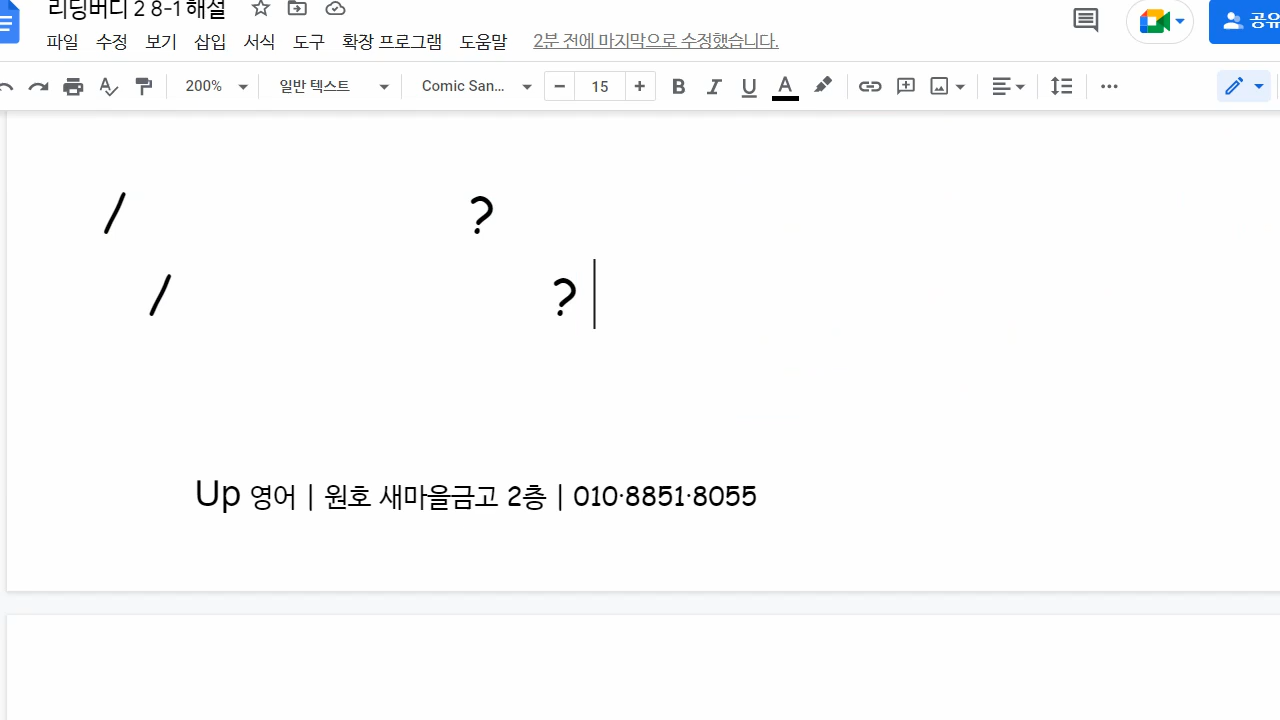 리딩버디 2 8-1 해설
파일 수정 보기 삽입 서식 도구 확장 프로그램 도움말 2분 전에 마지막으로 수정했습니다.
공유
200% 일반 텍스트 Comic San... − 15 + B I U A ...
/ ?
/ ?
Up 영어 | 원호 새마을금고 2층 | 010·8851·8055